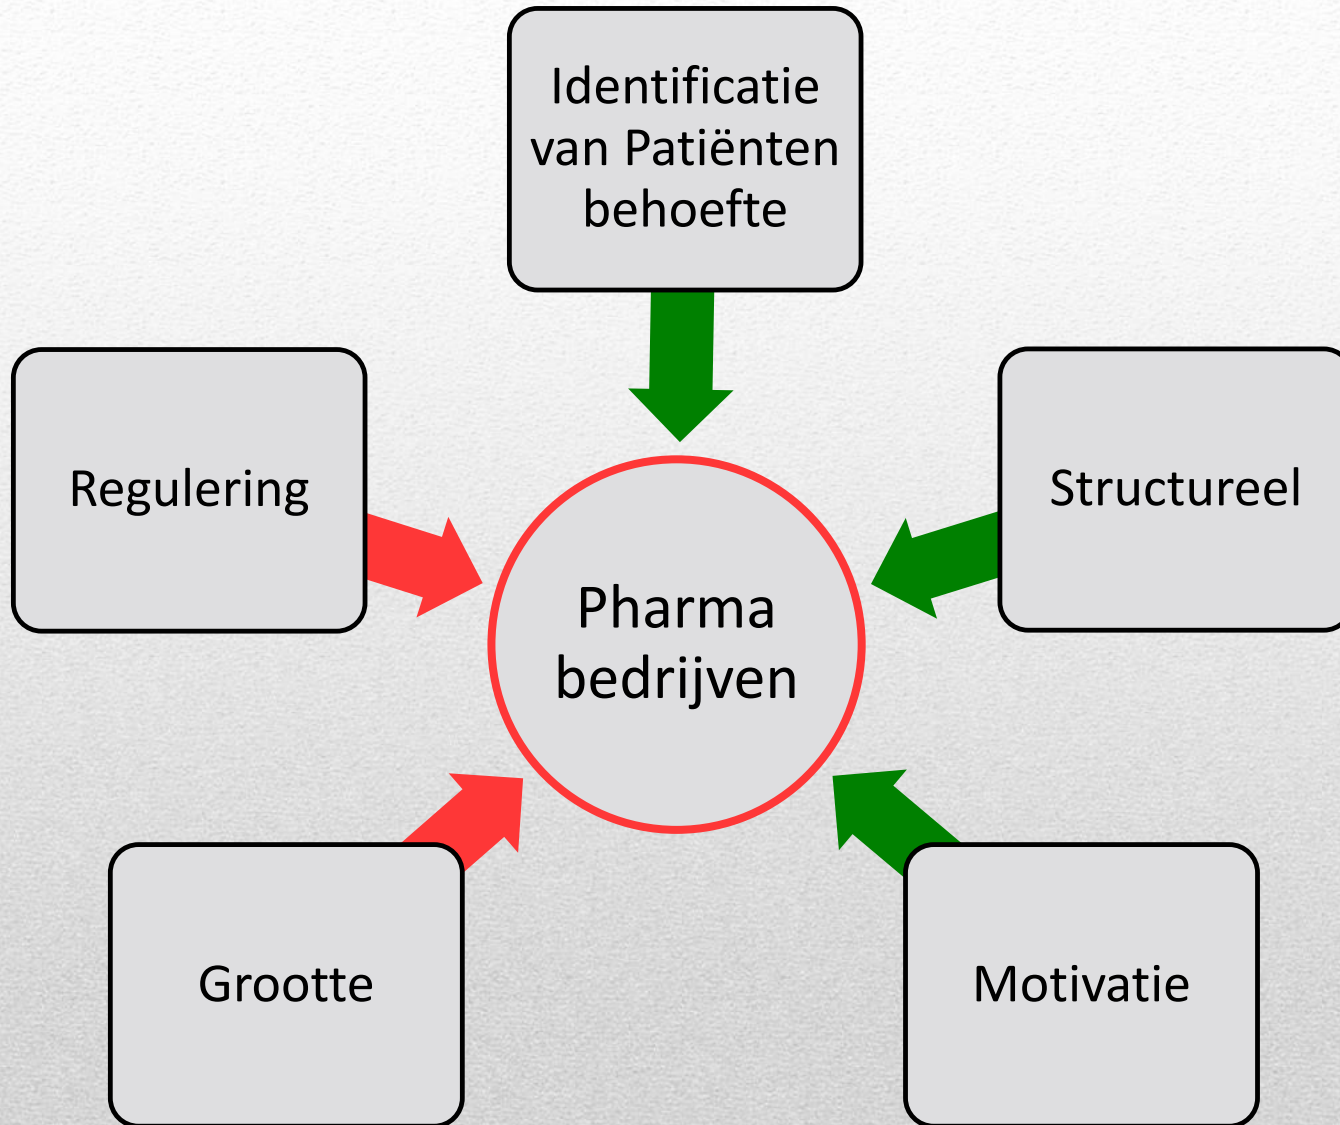 Identificatie
van Patiënten
behoefte
Regulering
Structureel
Pharma
bedrijven
Grootte
Motivatie